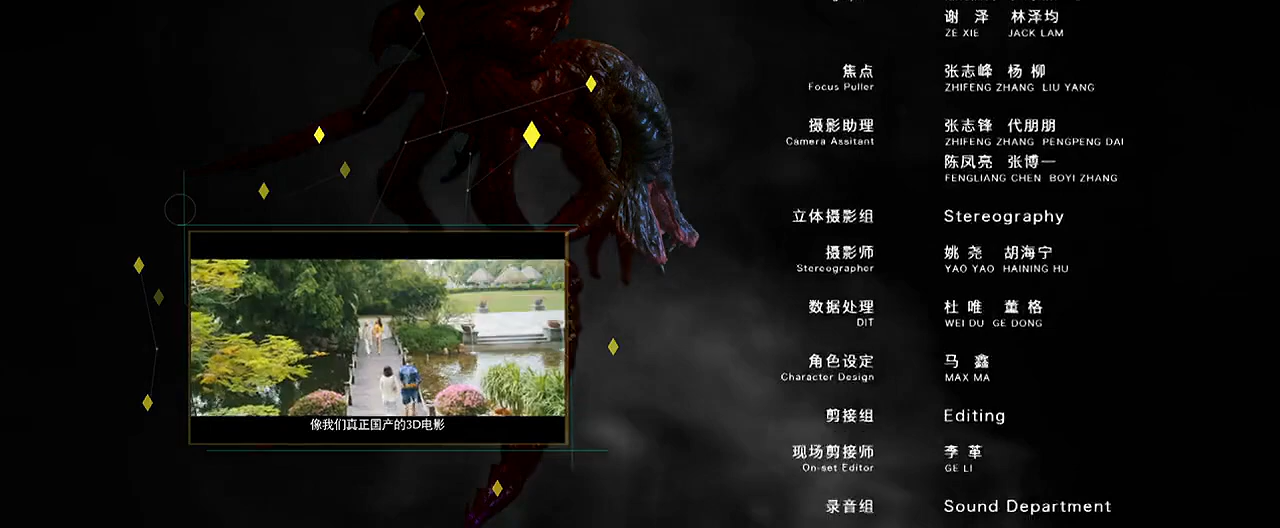 谢 泽 林泽均
ZE XIE JACK LAM
焦点 张志峰 杨 柳
Focus Puller ZHIFENG ZHANG LIU YANG
摄影助理 张志锋 代朋朋
Camera Assitant ZHIFENG ZHANG PENGPENG DAI
陈凤亮 张博一
FENGLIANG CHEN BOYI ZHANG
立体摄影组 Stereography
摄影师 姚 尧 胡海宁
Stereographer YAO YAO HAINING HU
数据处理 杜 唯 董 格
DIT WEI DU GE DONG
角色设定 马 鑫
Character Design MAX MA
剪接组 Editing
现场剪接师 李 革
On-set Editor GE LI
录音组 Sound Department
像我们真正国产的3D电影